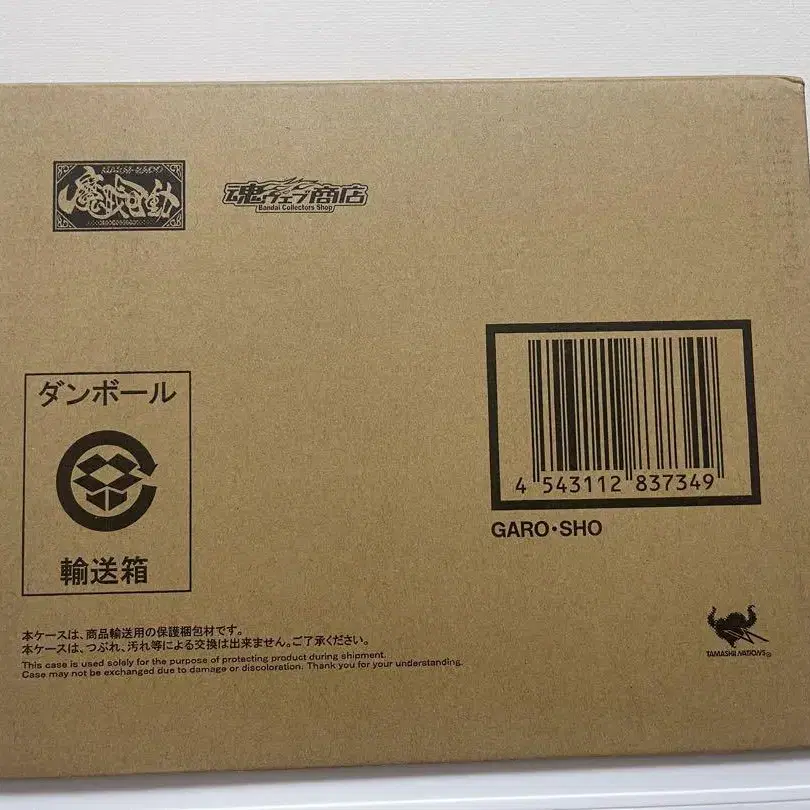 魔戒可動
魂ウェブ商店
Bandai Collectors Shop
ダンボール
輸送箱
4 543112 837349
GARO・SHO
本ケースは、商品輸送用の保護梱包材です。
本ケースは、つぶれ、汚れ等による交換は出来ません。ご了承ください。
This case is used solely for the purpose of protecting product during shipment.
Case may not be exchanged due to damage or discoloration. Thank you for your understanding.
TAMASHII NATIONS®